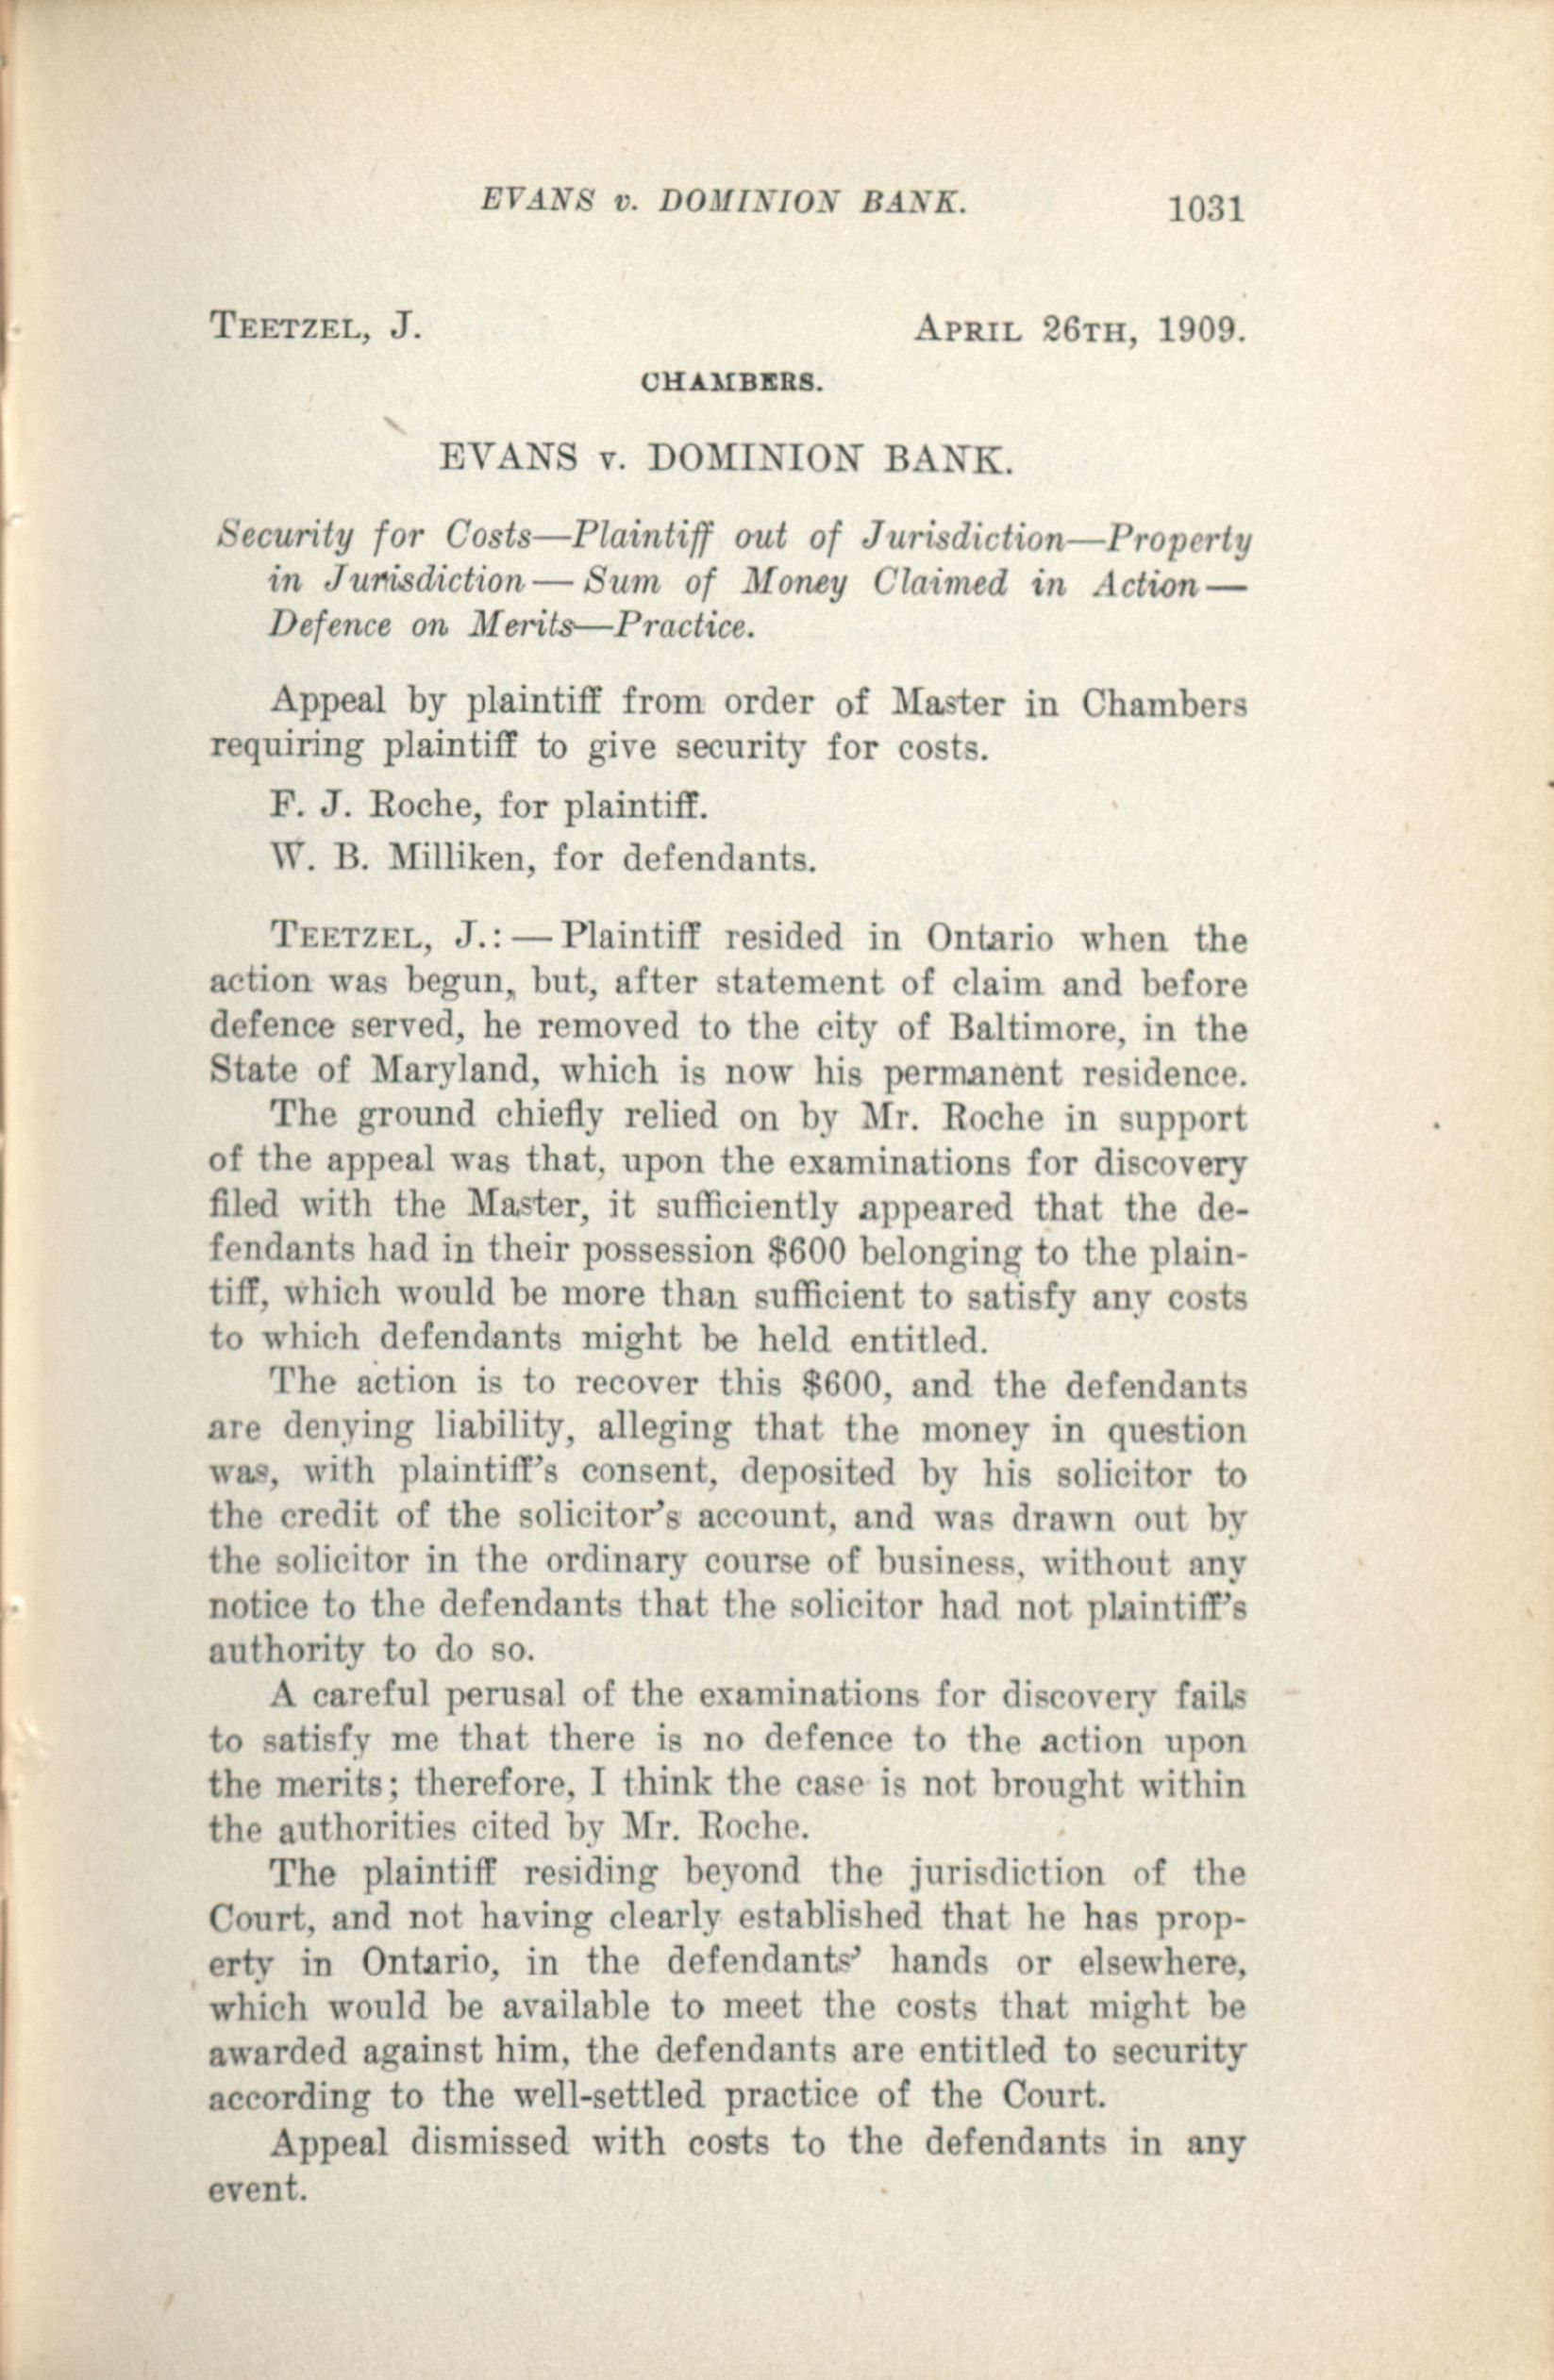 EVANS v. DOMINION BANK. 1031
TEETZEL, J. APRIL 26TH, 1909.
CHAMBERS.
EVANS v. DOMINION BANK.
Security for Costs—Plaintiff out of Jurisdiction—Property
in Jurisdiction — Sum of Money Claimed in Action —
Defence on Merits—Practice.
Appeal by plaintiff from order of Master in Chambers
requiring plaintiff to give security for costs.
F. J. Roche, for plaintiff.
W. B. Milliken, for defendants.
TEETZEL, J.: — Plaintiff resided in Ontario when the
action was begun, but, after statement of claim and before
defence served, he removed to the city of Baltimore, in the
State of Maryland, which is now his permanent residence.
The ground chiefly relied on by Mr. Roche in support
of the appeal was that, upon the examinations for discovery
filed with the Master, it sufficiently appeared that the de-
fendants had in their possession $600 belonging to the plain-
tiff, which would be more than sufficient to satisfy any costs
to which defendants might be held entitled.
The action is to recover this $600, and the defendants
are denying liability, alleging that the money in question
was, with plaintiff's consent, deposited by his solicitor to
the credit of the solicitor's account, and was drawn out by
the solicitor in the ordinary course of business, without any
notice to the defendants that the solicitor had not plaintiff's
authority to do so.
A careful perusal of the examinations for discovery fails
to satisfy me that there is no defence to the action upon
the merits; therefore, I think the case is not brought within
the authorities cited by Mr. Roche.
The plaintiff residing beyond the jurisdiction of the
Court, and not having clearly established that he has prop-
erty in Ontario, in the defendants' hands or elsewhere,
which would be available to meet the costs that might be
awarded against him, the defendants are entitled to security
according to the well-settled practice of the Court.
Appeal dismissed with costs to the defendants in any
event.